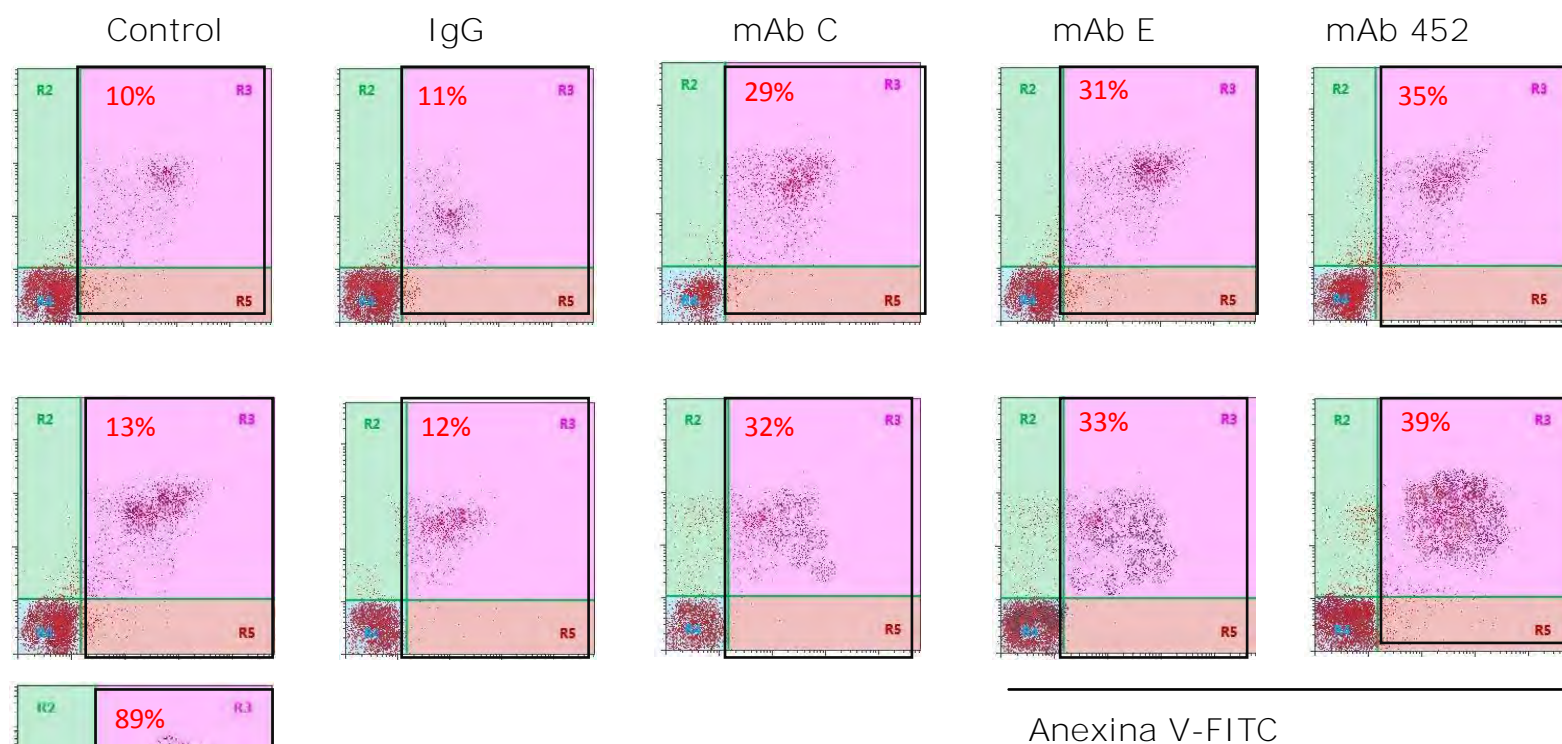 Control IgG mAb C mAb E mAb 452
R2 10% R3 R2 11% R3 R2 29% R3 R2 31% R3 R2 35% R3
R5 R5 R5 R5 R5
R2 13% R3 R2 12% R3 R2 32% R3 R2 33% R3 R2 39% R3
R5 R5 R5 R5 R5
R2 89% R3
Anexina V-FITC